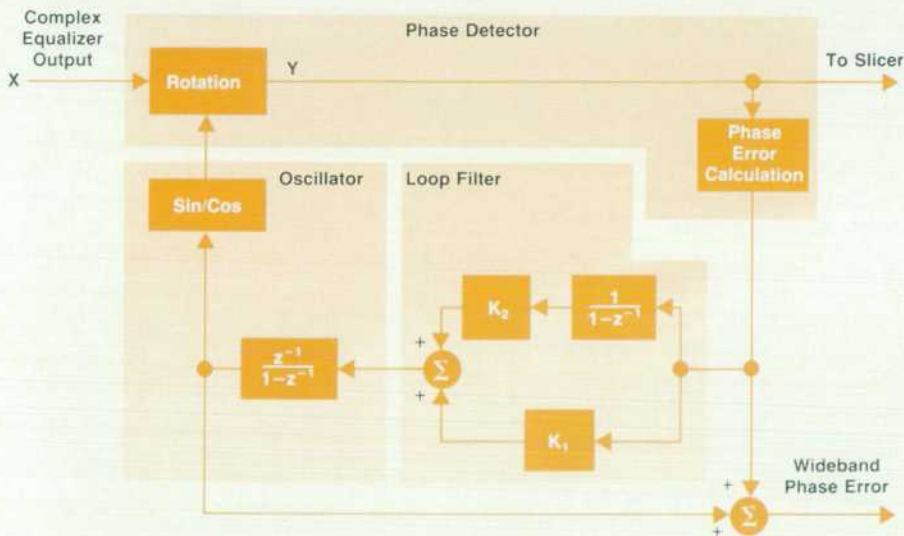 Complex
Equalizer
Output
Phase Detector
X
Rotation
Y
To Slicer
Phase
Error
Calculation
Oscillator
Loop Filter
Sin/Cos
K₂
1
1−z⁻¹
z⁻¹
1−z⁻¹
+
Σ
+
K₁
Wideband
Phase Error
+
Σ
+